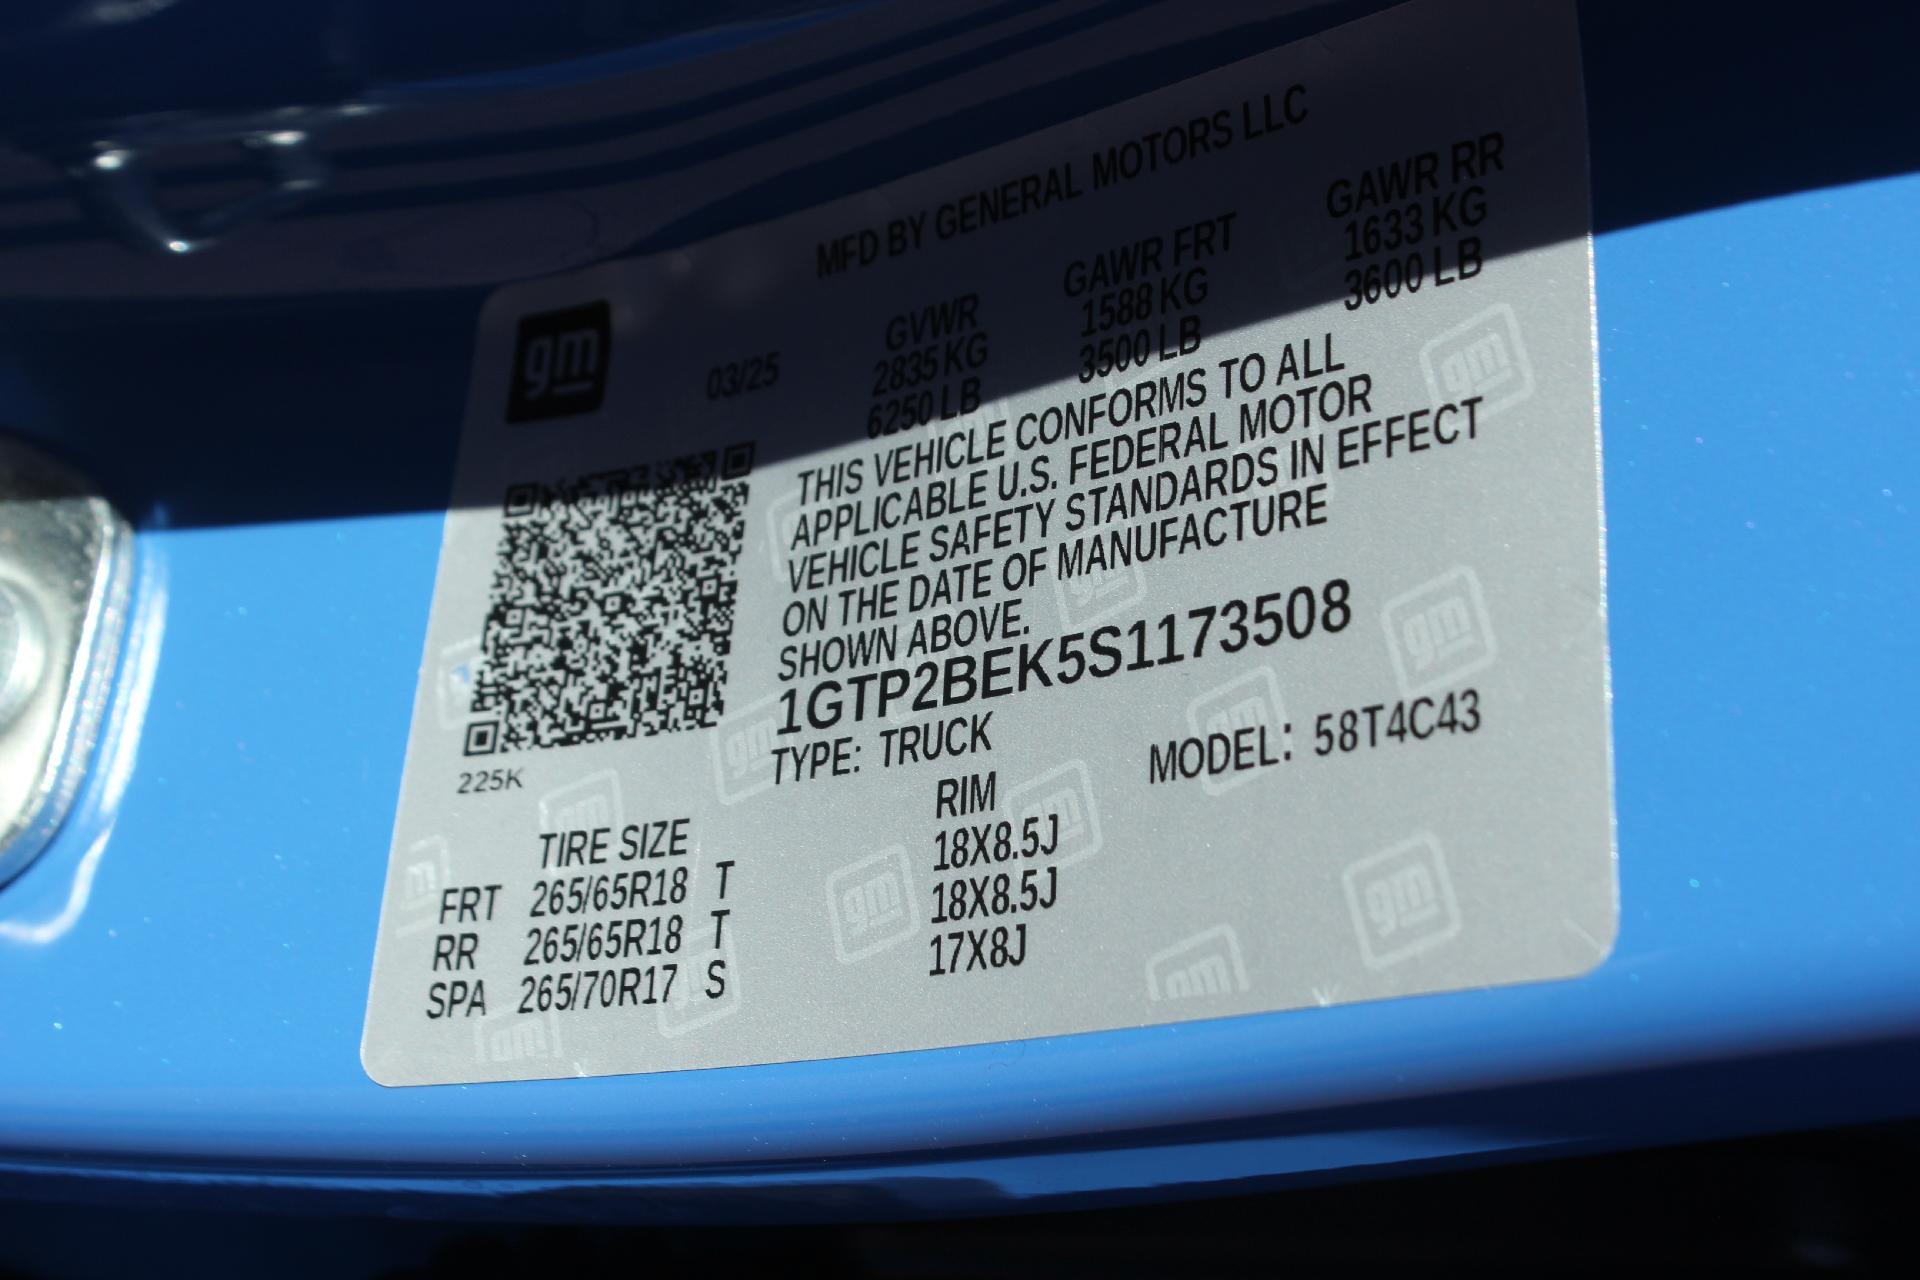 MFD BY GENERAL MOTORS LLC
gm
03/25
GVWR GAWR FRT GAWR RR
2835 KG 1588 KG 1633 KG
6250 LB 3500 LB 3600 LB
THIS VEHICLE CONFORMS TO ALL
APPLICABLE U.S. FEDERAL MOTOR
VEHICLE SAFETY STANDARDS IN EFFECT
ON THE DATE OF MANUFACTURE
SHOWN ABOVE.
1GTP2BEK5S1173508
TYPE: TRUCK MODEL: 58T4C43
225K
TIRE SIZE RIM
FRT 265/65R18 T 18X8.5J
RR 265/65R18 T 18X8.5J
SPA 265/70R17 S 17X8J